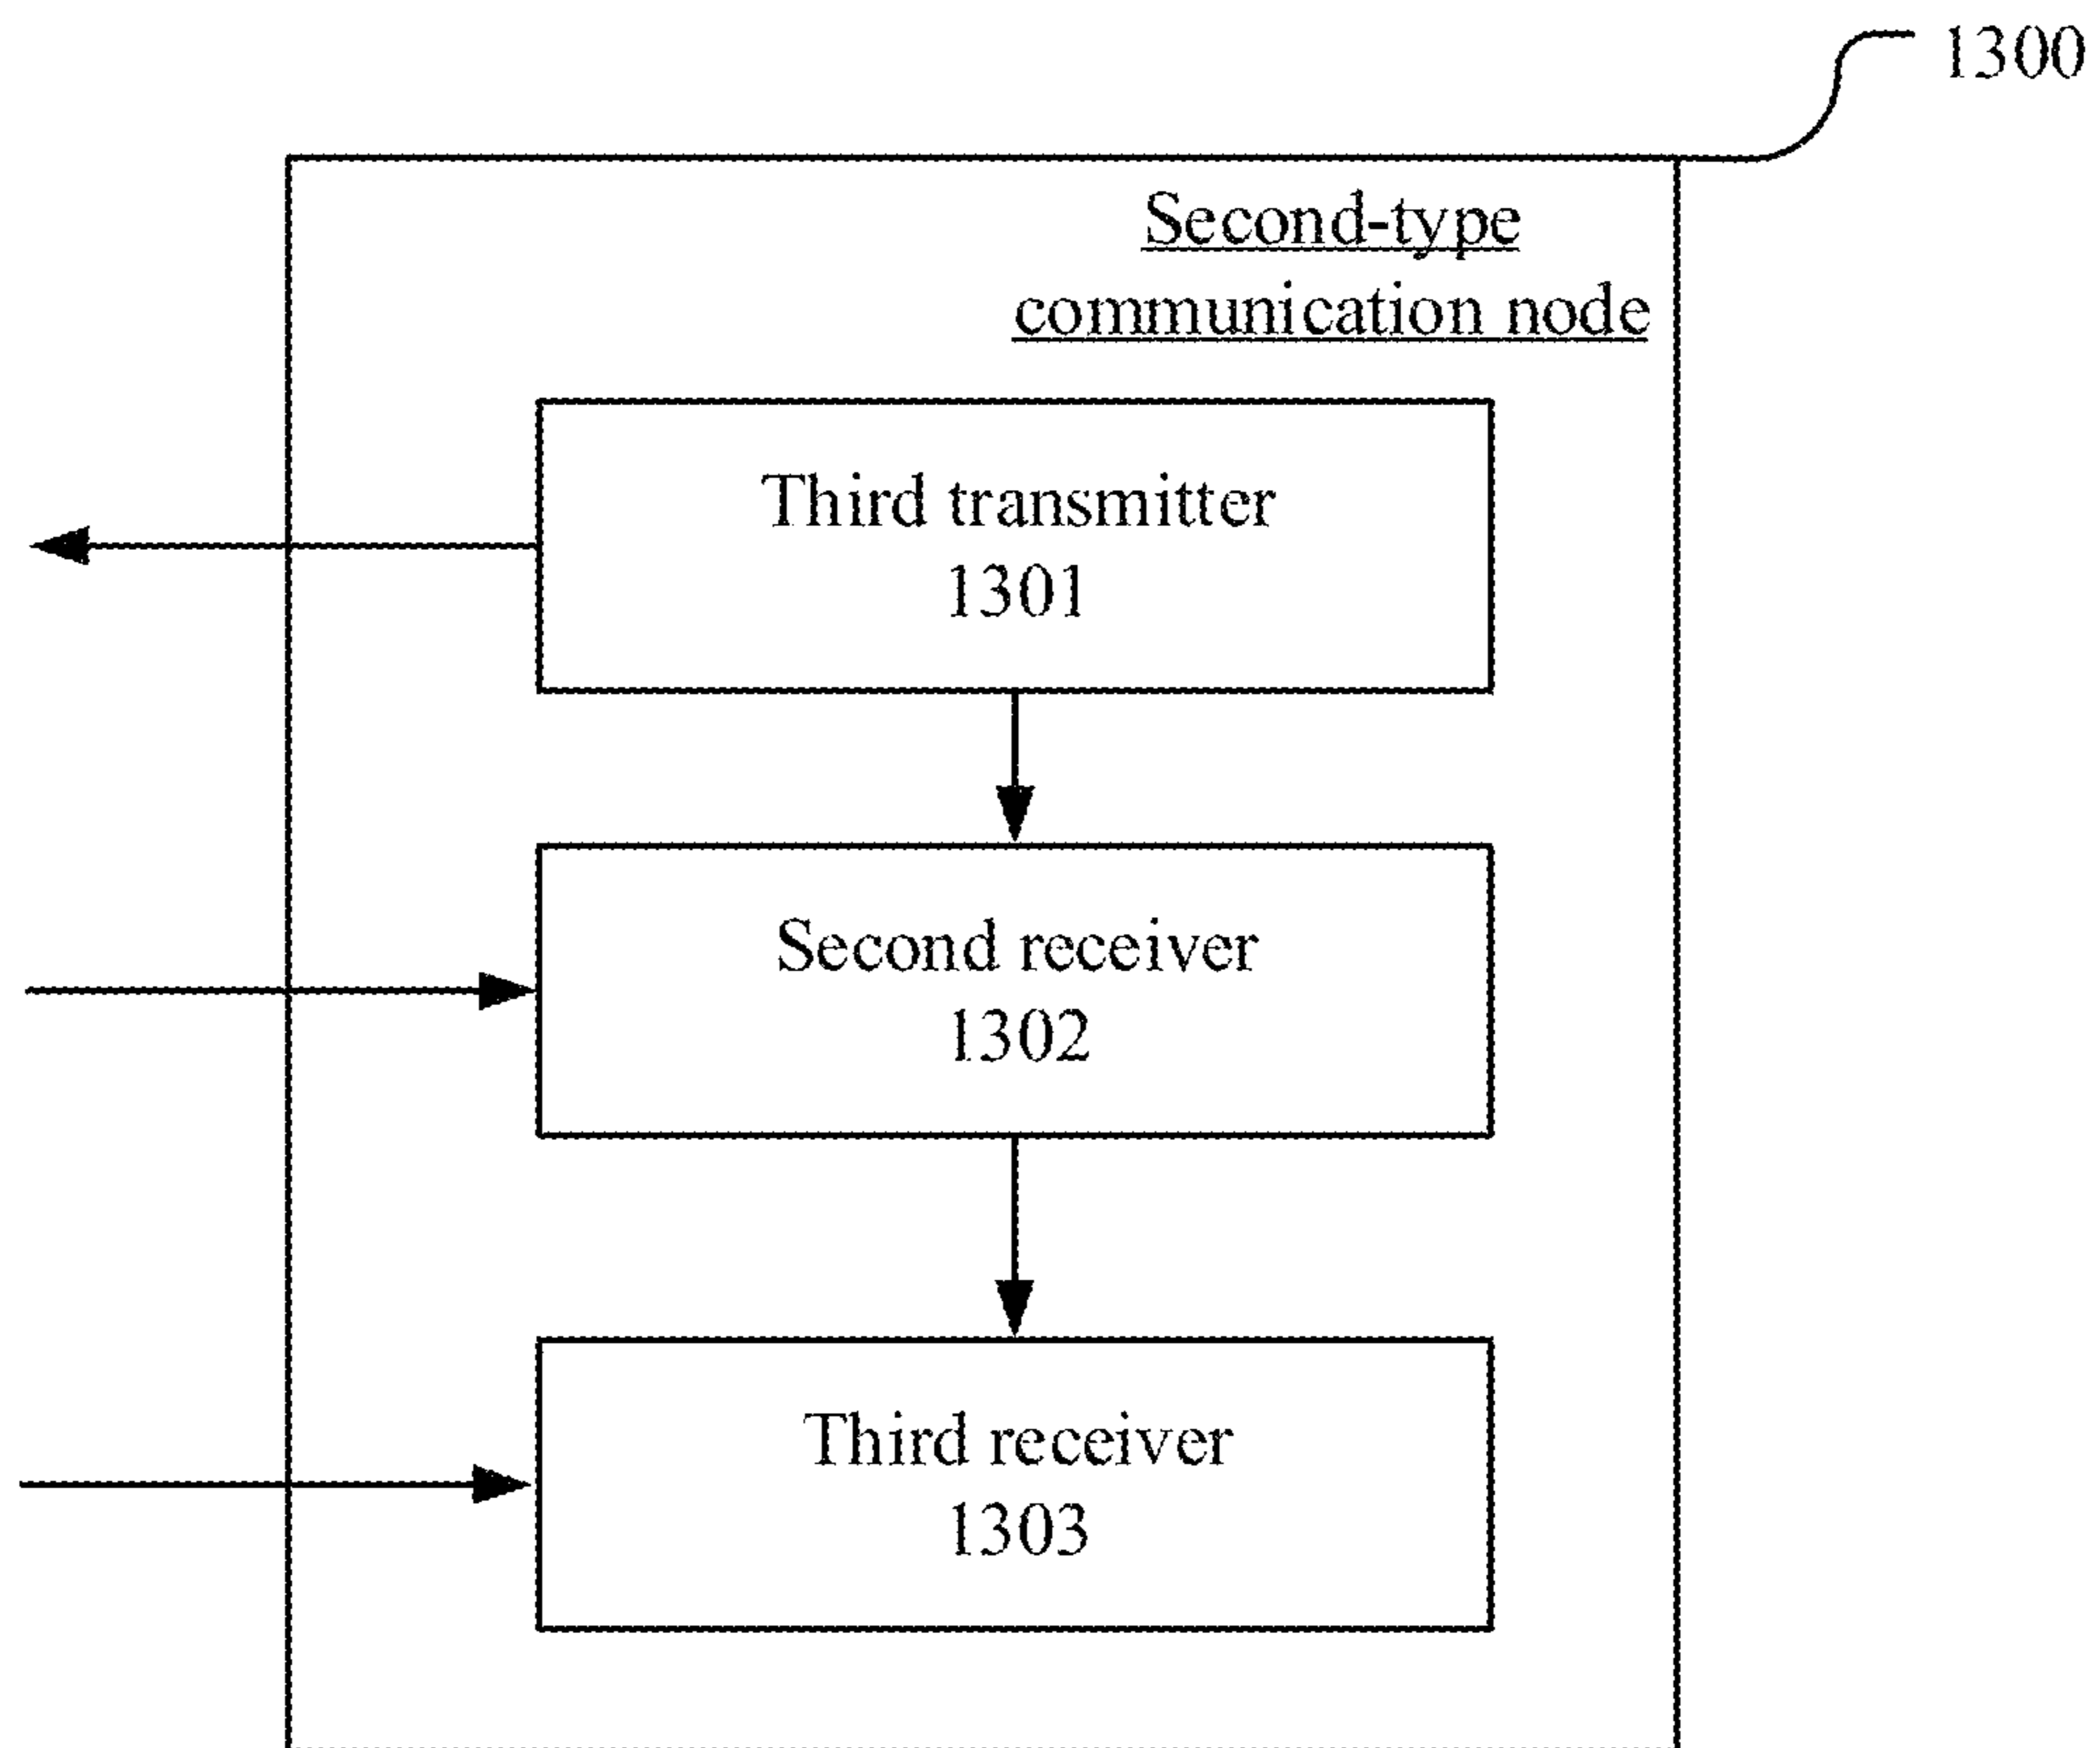 1300
Second-type
communication node
Third transmitter
1301
Second receiver
1302
Third receiver
1303